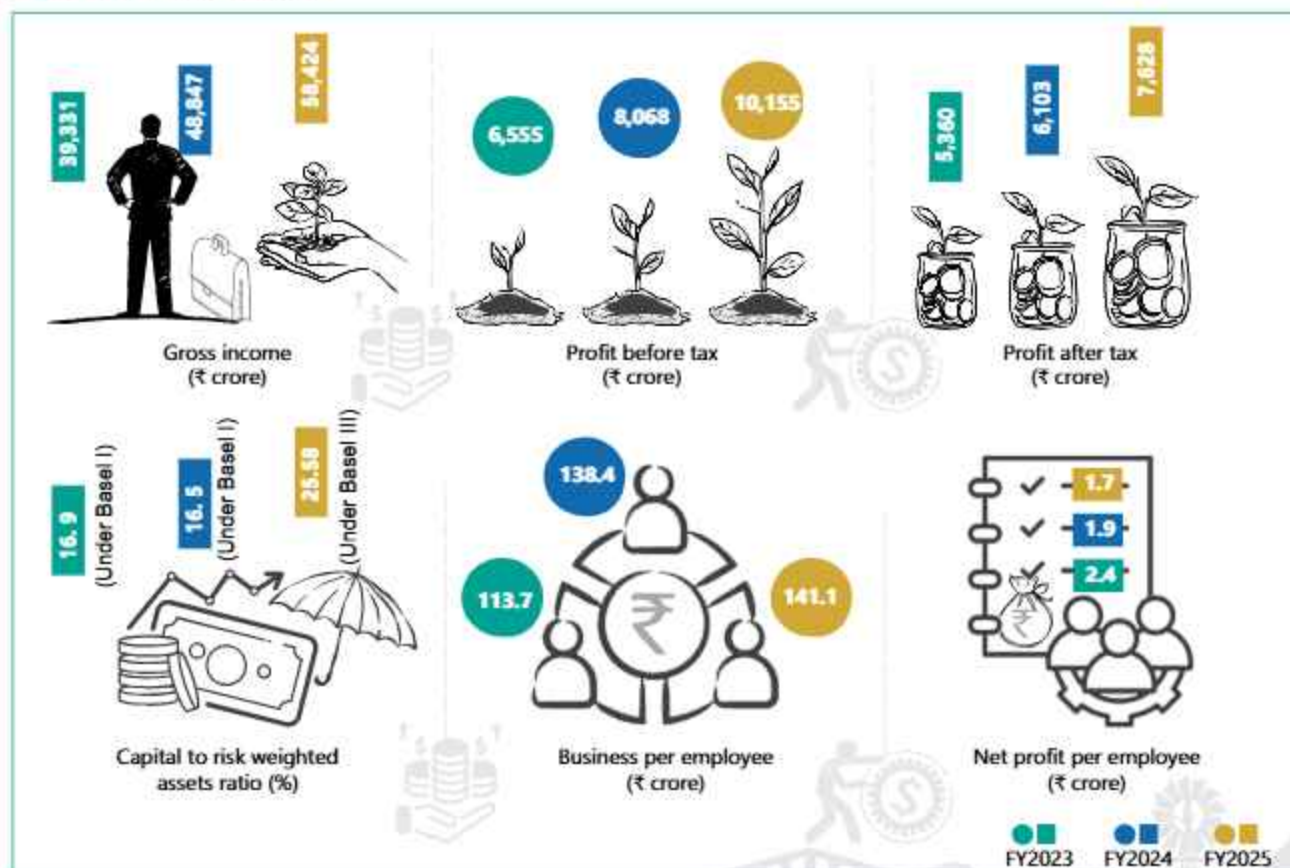 39,331
48,847
58,424
Gross income
(₹ crore)
6,555
8,068
10,155
Profit before tax
(₹ crore)
5,360
6,103
7,628
Profit after tax
(₹ crore)
16. 9
(Under Basel I)
16. 5
(Under Basel I)
25.58
(Under Basel III)
Capital to risk weighted
assets ratio (%)
138.4
113.7
141.1
Business per employee
(₹ crore)
1.7
1.9
2.4
Net profit per employee
(₹ crore)
FY2023 FY2024 FY2025